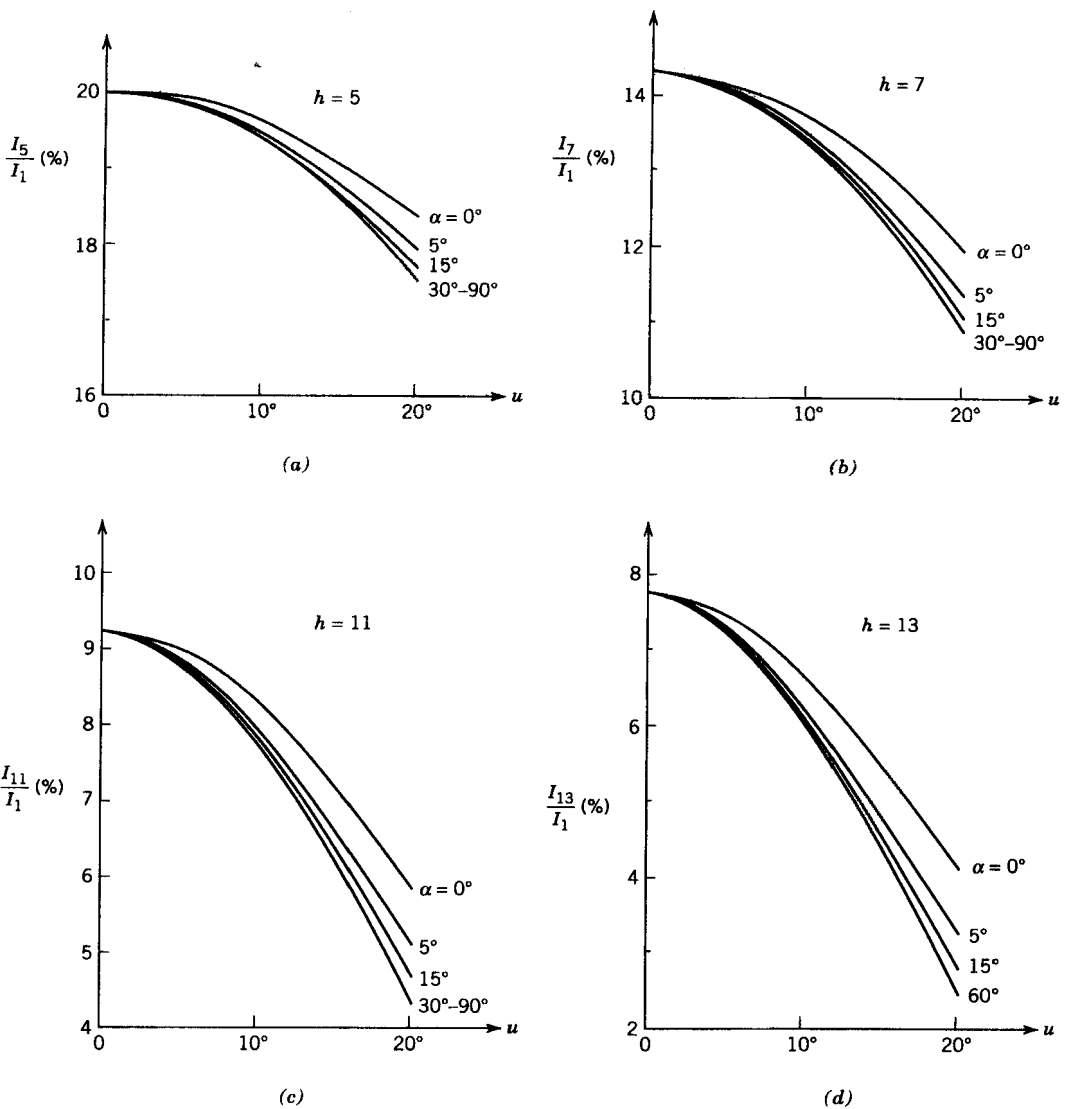 h = 5
I5/I1 (%)
20
18
16
0
10°
20°
u
α = 0°
5°
15°
30°–90°
(a)
h = 7
I7/I1 (%)
14
12
10
0
10°
20°
u
α = 0°
5°
15°
30°–90°
(b)
h = 11
I11/I1 (%)
10
9
8
7
6
5
4
0
10°
20°
u
α = 0°
5°
15°
30°–90°
(c)
h = 13
I13/I1 (%)
8
6
4
2
0
10°
20°
u
α = 0°
5°
15°
60°
(d)